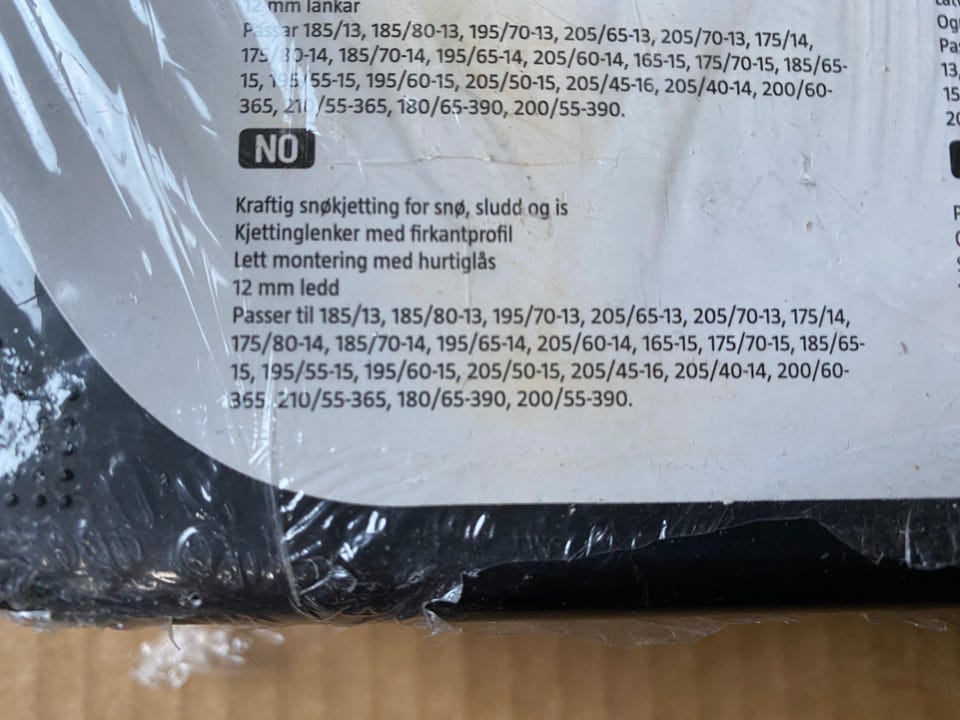 12 mm länkar
Passar 185/13, 185/80-13, 195/70-13, 205/65-13, 205/70-13, 175/14,
175/80-14, 185/70-14, 195/65-14, 205/60-14, 165-15, 175/70-15, 185/65-
15, 195/55-15, 195/60-15, 205/50-15, 205/45-16, 205/40-14, 200/60-
365, 210/55-365, 180/65-390, 200/55-390.
NO
Kraftig snøkjetting for snø, sludd og is
Kjettinglenker med firkantprofil
Lett montering med hurtiglås
12 mm ledd
Passer til 185/13, 185/80-13, 195/70-13, 205/65-13, 205/70-13, 175/14,
175/80-14, 185/70-14, 195/65-14, 205/60-14, 165-15, 175/70-15, 185/65-
15, 195/55-15, 195/60-15, 205/50-15, 205/45-16, 205/40-14, 200/60-
365, 210/55-365, 180/65-390, 200/55-390.
13,
15